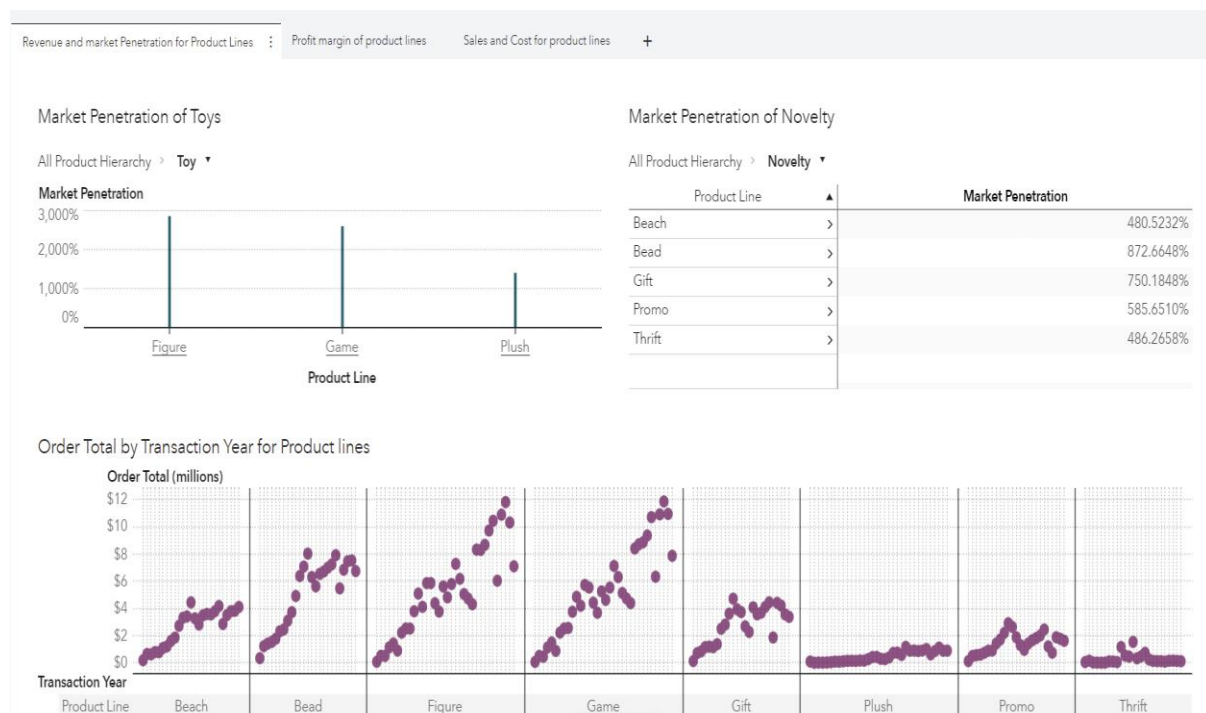 Revenue and market Penetration for Product Lines
Profit margin of product lines
Sales and Cost for product lines
+
Market Penetration of Toys
All Product Hierarchy > Toy
Market Penetration
3,000%
2,000%
1,000%
0%
Figure Game Plush
Product Line
Market Penetration of Novelty
All Product Hierarchy > Novelty
Product Line Market Penetration
Beach 480.5232%
Bead 872.6648%
Gift 750.1848%
Promo 585.6510%
Thrift 486.2658%
Order Total by Transaction Year for Product lines
Order Total (millions)
$12
$10
$8
$6
$4
$2
$0
Transaction Year
Product Line Beach Bead Figure Game Gift Plush Promo Thrift